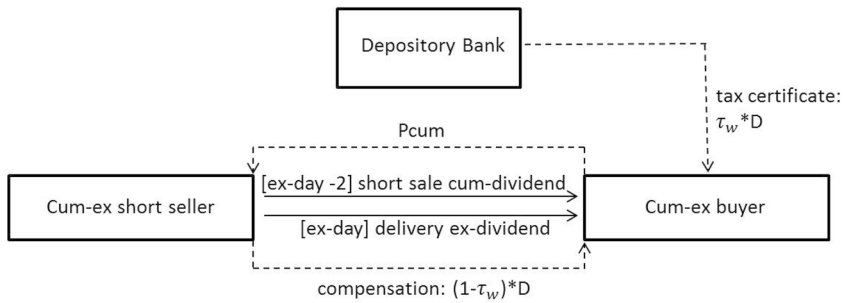 Depository Bank
tax certificate:
τw*D
Pcum
[ex-day -2] short sale cum-dividend
Cum-ex short seller
Cum-ex buyer
[ex-day] delivery ex-dividend
compensation: (1-τw)*D